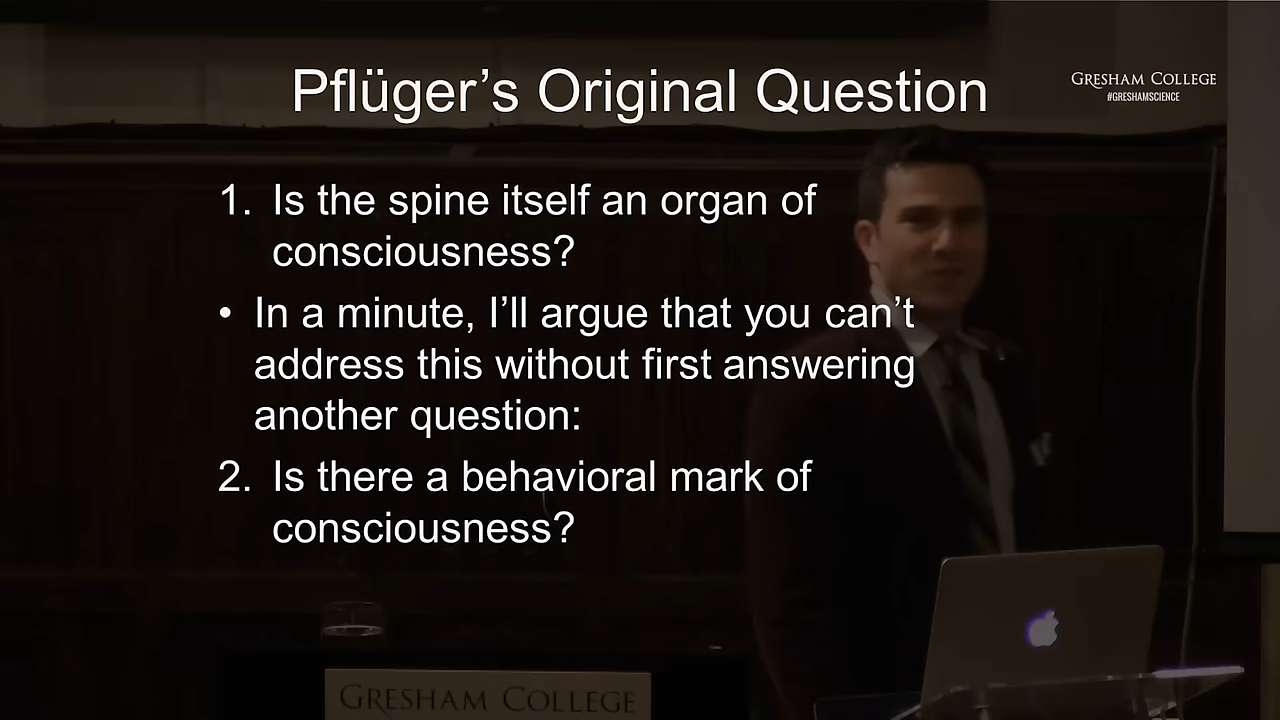 Pflüger's Original Question
GRESHAM COLLEGE
#GRESHAMSCIENCE
1. Is the spine itself an organ of
consciousness?
• In a minute, I'll argue that you can't
address this without first answering
another question:
2. Is there a behavioral mark of
consciousness?
GRESHAM COLLEGE